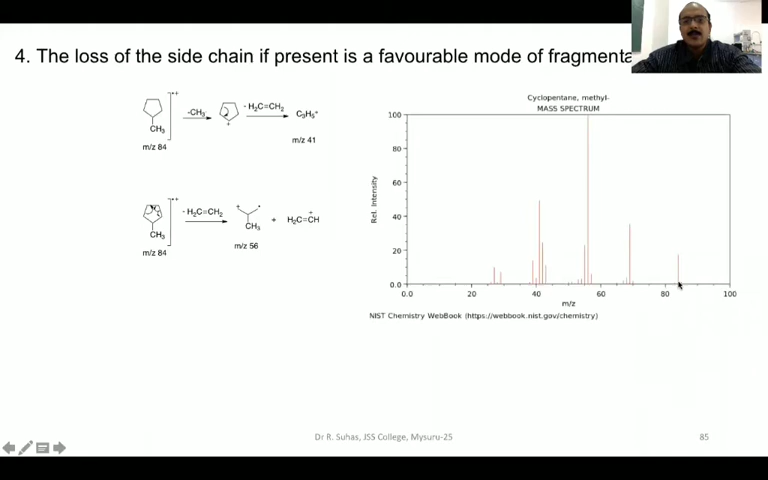 4. The loss of the side chain if present is a favourable mode of
CH₃
m/z 84
-CH₃
+
- H₂C=CH₂
C₃H₅⁺
m/z 41
CH₃
m/z 84
- H₂C=CH₂
CH₃
m/z 56
+
H₂C=CH
+
Cyclopentane, methyl-
MASS SPECTRUM
Rel. Intensity
100
80
60
40
20
0.0
0.0 20 40 60 80 100
m/z
NIST Chemistry WebBook (https://webbook.nist.gov/chemistry)
Dr R. Suhas, JSS College, Mysuru-25
85